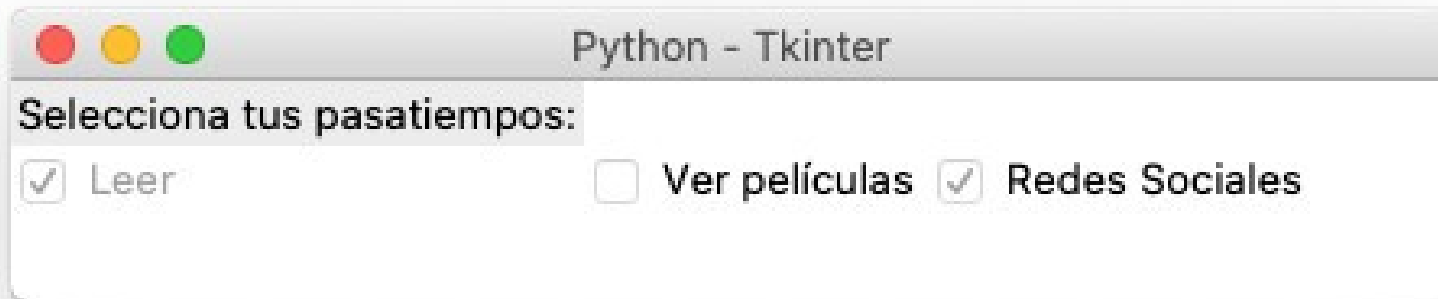 Python - Tkinter
Selecciona tus pasatiempos:
Leer Ver películas Redes Sociales